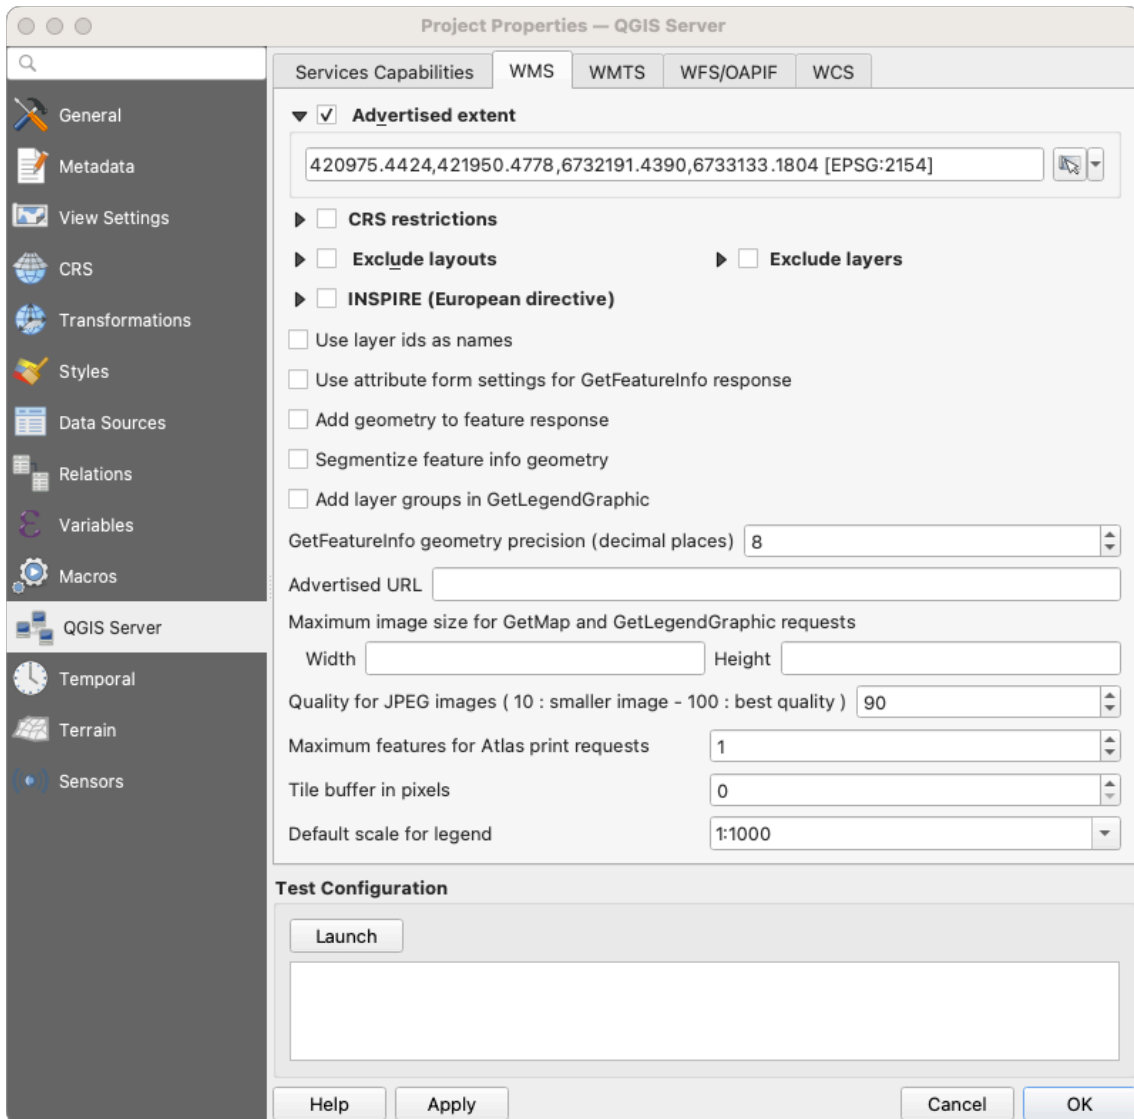 Project Properties — QGIS Server
General
Metadata
View Settings
CRS
Transformations
Styles
Data Sources
Relations
Variables
Macros
QGIS Server
Temporal
Terrain
Sensors
Services Capabilities WMS WMTS WFS/OAPIF WCS
Advertised extent
420975.4424,421950.4778,6732191.4390,6733133.1804 [EPSG:2154]
CRS restrictions
Exclude layouts Exclude layers
INSPIRE (European directive)
Use layer ids as names
Use attribute form settings for GetFeatureInfo response
Add geometry to feature response
Segmentize feature info geometry
Add layer groups in GetLegendGraphic
GetFeatureInfo geometry precision (decimal places) 8
Advertised URL
Maximum image size for GetMap and GetLegendGraphic requests
Width Height
Quality for JPEG images ( 10 : smaller image - 100 : best quality ) 90
Maximum features for Atlas print requests 1
Tile buffer in pixels 0
Default scale for legend 1:1000
Test Configuration
Launch
Help Apply Cancel OK